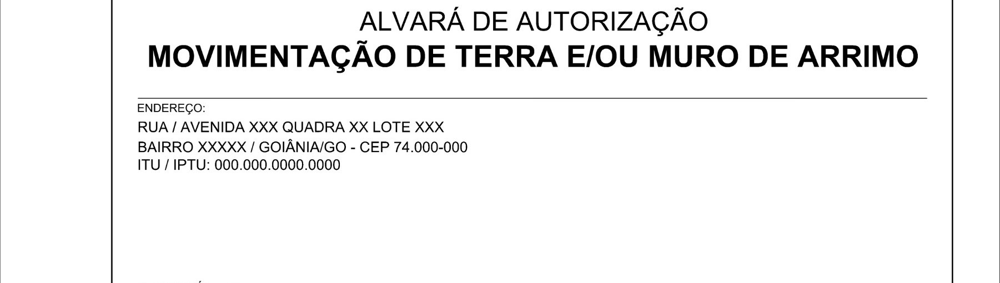 ALVARÁ DE AUTORIZAÇÃO
MOVIMENTAÇÃO DE TERRA E/OU MURO DE ARRIMO
ENDEREÇO:
RUA / AVENIDA XXX QUADRA XX LOTE XXX
BAIRRO XXXXX / GOIÂNIA/GO - CEP 74.000-000
ITU / IPTU: 000.000.0000.0000